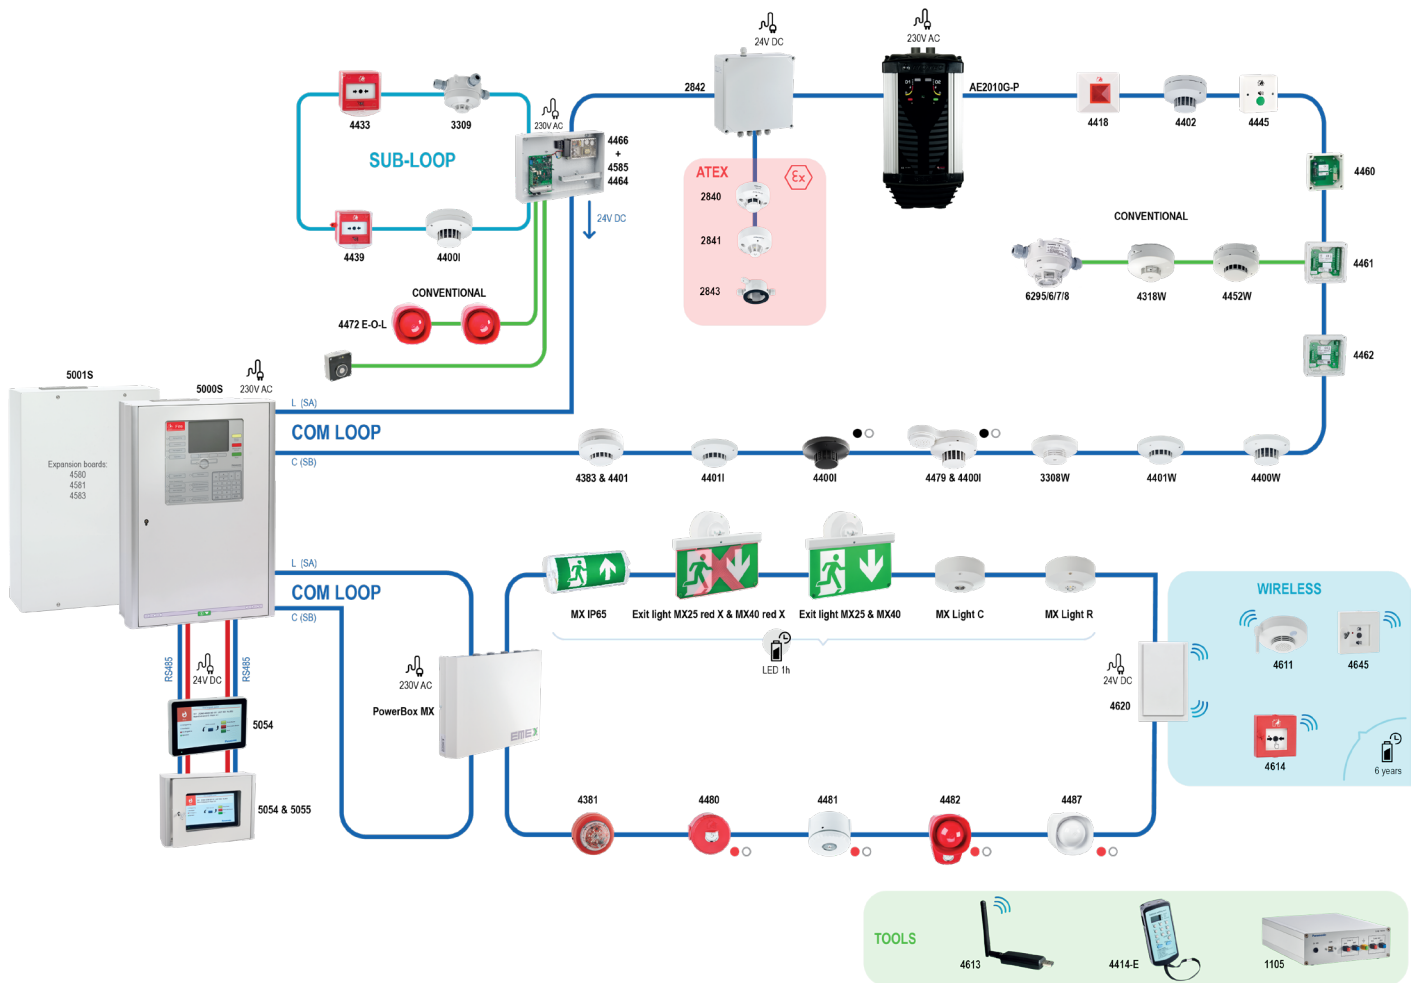 24V DC
230V AC
2842
AE2010G-P
4433
3309
230V AC
4418
4402
4445
4466
+
4585
4464
SUB-LOOP
ATEX
Ex
2840
4460
24V DC
CONVENTIONAL
4439
4400I
2841
4461
2843
6295/6/7/8
4318W
4452W
CONVENTIONAL
4472 E-O-L
4462
5001S
5000S
230V AC
L (SA)
COM LOOP
C (SB)
Expansion boards:
4580
4581
4583
4383 & 4401
4401I
4400I
4479 & 4400I
3308W
4401W
4400W
L (SA)
COM LOOP
C (SB)
MX IP65
Exit light MX25 red X & MX40 red X
Exit light MX25 & MX40
MX Light C
MX Light R
LED 1h
WIRELESS
4611
4645
RS485
24V DC
RS485
230V AC
PowerBox MX
24V DC
4620
5054
4614
6 years
5054 & 5055
4381
4480
4481
4482
4487
TOOLS
4613
4414-E
1105